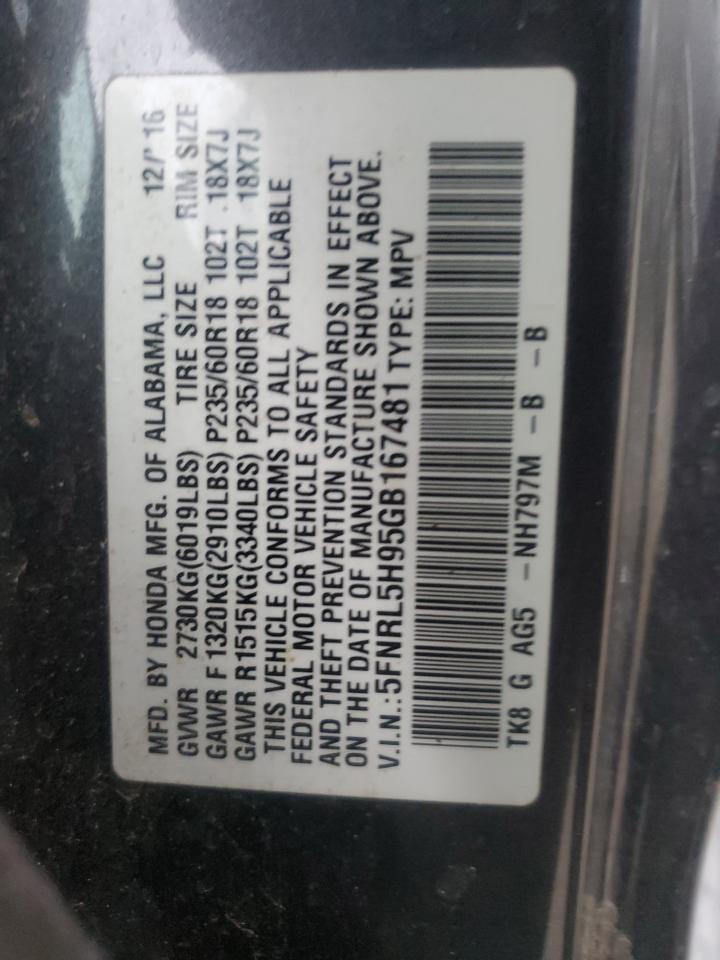 MFD. BY HONDA MFG. OF ALABAMA, LLC 12/'16
GVWR 2730KG(6019LBS) TIRE SIZE RIM SIZE
GAWR F 1320KG(2910LBS) P235/60R18 102T 18X7J
GAWR R 1515KG(3340LBS) P235/60R18 102T 18X7J
THIS VEHICLE CONFORMS TO ALL APPLICABLE
FEDERAL MOTOR VEHICLE SAFETY
AND THEFT PREVENTION STANDARDS IN EFFECT
ON THE DATE OF MANUFACTURE SHOWN ABOVE.
V.I.N.:5FNRL5H95GB167481 TYPE: MPV
TK8 G AG5 -NH797M -B -B